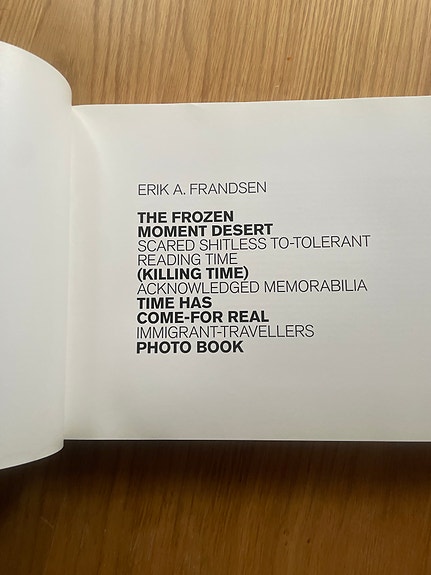 ERIK A. FRANDSEN
THE FROZEN
MOMENT DESERT
SCARED SHITLESS TO-TOLERANT
READING TIME
(KILLING TIME)
ACKNOWLEDGED MEMORABILIA
TIME HAS
COME-FOR REAL
IMMIGRANT-TRAVELLERS
PHOTO BOOK